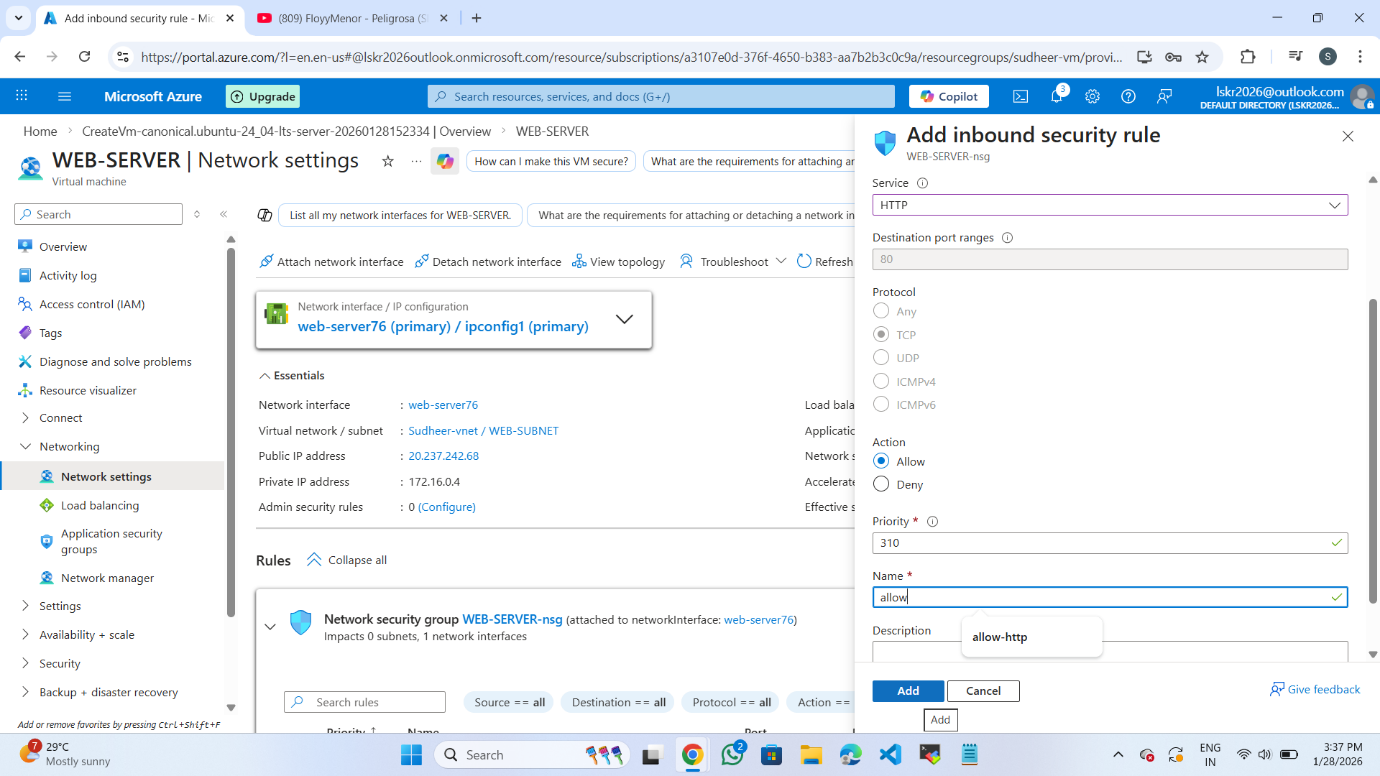 Add inbound security rule - Mic
(809) FloyyMenor - Peligrosa (S
https://portal.azure.com/?l=en.en-us#@lskr2026outlook.onmicrosoft.com/resource/subscriptions/a3107e0d-376f-4650-b383-aa7b2b3c0c9a/resourcegroups/sudheer-vm/provi...
S
Microsoft Azure
Upgrade
Search resources, services, and docs (G+/)
Copilot
3
lskr2026@outlook.com
DEFAULT DIRECTORY (LSKR2026...
Home
CreateVm-canonical.ubuntu-24_04-lts-server-20260128152334 | Overview
WEB-SERVER
WEB-SERVER | Network settings
Virtual machine
How can I make this VM secure?
What are the requirements for attaching ar
Search
Overview
Activity log
Access control (IAM)
Tags
Diagnose and solve problems
Resource visualizer
Connect
Networking
Network settings
Load balancing
Application security
groups
Network manager
Settings
Availability + scale
Security
Backup + disaster recovery
Add or remove favorites by pressing Ctrl+Shift+F
List all my network interfaces for WEB-SERVER.
What are the requirements for attaching or detaching a network in
Attach network interface
Detach network interface
View topology
Troubleshoot
Refresh
Network interface / IP configuration
web-server76 (primary) / ipconfig1 (primary)
Essentials
Network interface : web-server76
Virtual network / subnet : Sudheer-vnet / WEB-SUBNET
Public IP address : 20.237.242.68
Private IP address : 172.16.0.4
Admin security rules : 0 (Configure)
Load bala
Applicatio
Network s
Accelerate
Effective s
Rules
Collapse all
Network security group WEB-SERVER-nsg (attached to networkInterface: web-server76)
Impacts 0 subnets, 1 network interfaces
Search rules
Source == all
Destination == all
Protocol == all
Action ==
Priority ↑
Name
Port
Add inbound security rule
WEB-SERVER-nsg
Service
HTTP
Destination port ranges
80
Protocol
Any
TCP
UDP
ICMPv4
ICMPv6
Action
Allow
Deny
Priority *
310
Name *
allow
allow-http
Description
Add
Cancel
Give feedback
Add
7
29°C
Mostly sunny
Search
2
ENG
IN
3:37 PM
1/28/2026